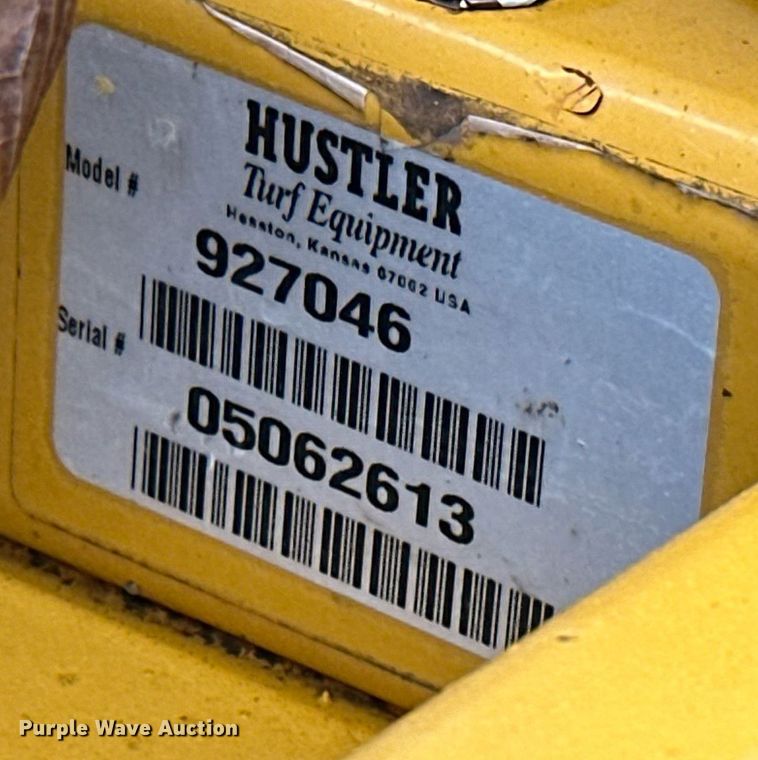 HUSTLER
Turf Equipment
Hesston, Kansas 67062 USA
Model #
927046
Serial #
05062613
Purple Wave Auction